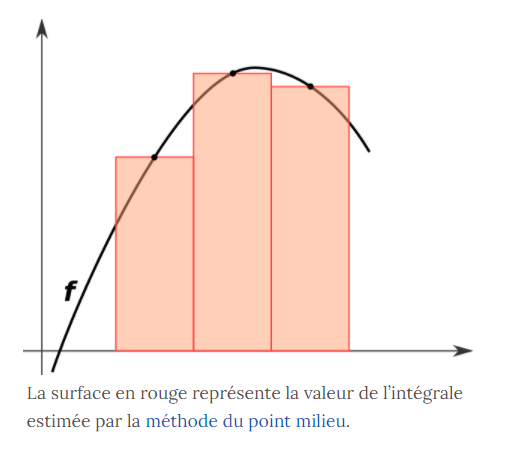 f
La surface en rouge représente la valeur de l’intégrale
estimée par la méthode du point milieu.